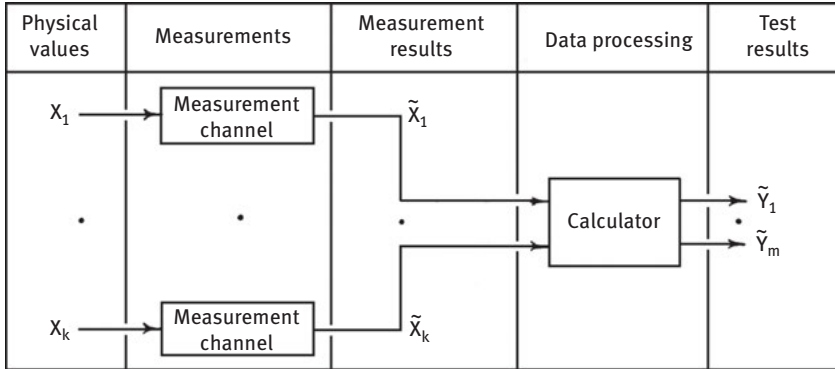 Physical
values
Measurements
Measurement
results
Data processing
Test
results
X₁
Measurement
channel
X̃₁
Calculator
Ỹ₁
Ỹₘ
Xₖ
Measurement
channel
X̃ₖ